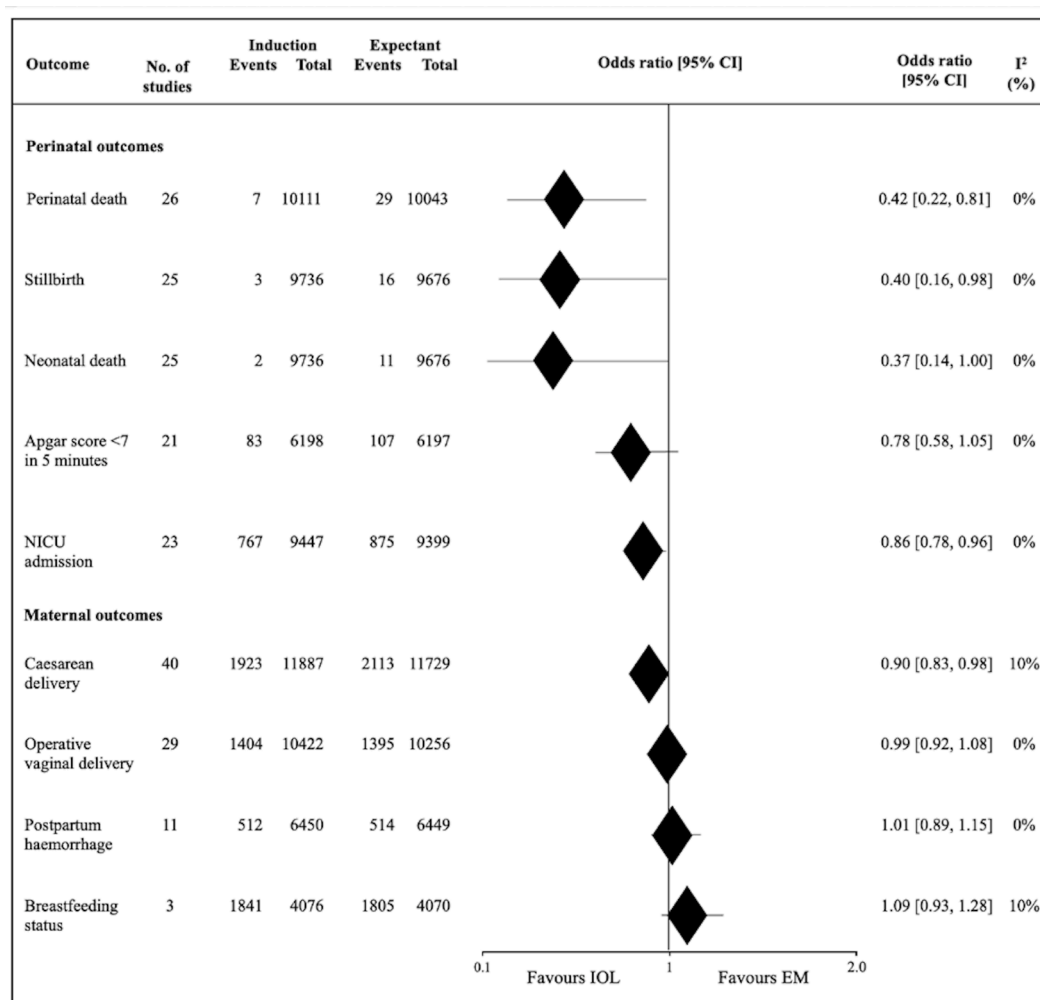 Outcome No. of studies Induction Events Total Expectant Events Total Odds ratio [95% CI] Odds ratio [95% CI] I² (%)
Perinatal outcomes
Perinatal death 26 7 10111 29 10043 0.42 [0.22, 0.81] 0%
Stillbirth 25 3 9736 16 9676 0.40 [0.16, 0.98] 0%
Neonatal death 25 2 9736 11 9676 0.37 [0.14, 1.00] 0%
Apgar score <7 21 83 6198 107 6197 0.78 [0.58, 1.05] 0%
in 5 minutes
NICU 23 767 9447 875 9399 0.86 [0.78, 0.96] 0%
admission
Maternal outcomes
Caesarean 40 1923 11887 2113 11729 0.90 [0.83, 0.98] 10%
delivery
Operative 29 1404 10422 1395 10256 0.99 [0.92, 1.08] 0%
vaginal delivery
Postpartum 11 512 6450 514 6449 1.01 [0.89, 1.15] 0%
haemorrhage
Breastfeeding 3 1841 4076 1805 4070 1.09 [0.93, 1.28] 10%
status
0.1 1 2.0
Favours IOL Favours EM